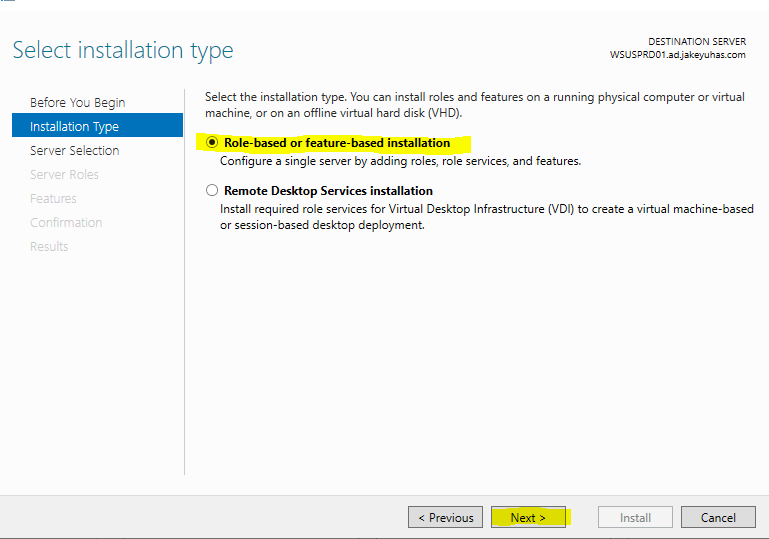 Select installation type
DESTINATION SERVER
WSUSPRD01.ad.jakeyuhas.com
Before You Begin
Installation Type
Server Selection
Server Roles
Features
Confirmation
Results
Select the installation type. You can install roles and features on a running physical computer or virtual
machine, or on an offline virtual hard disk (VHD).
Role-based or feature-based installation
Configure a single server by adding roles, role services, and features.
Remote Desktop Services installation
Install required role services for Virtual Desktop Infrastructure (VDI) to create a virtual machine-based
or session-based desktop deployment.
< Previous
Next >
Install
Cancel